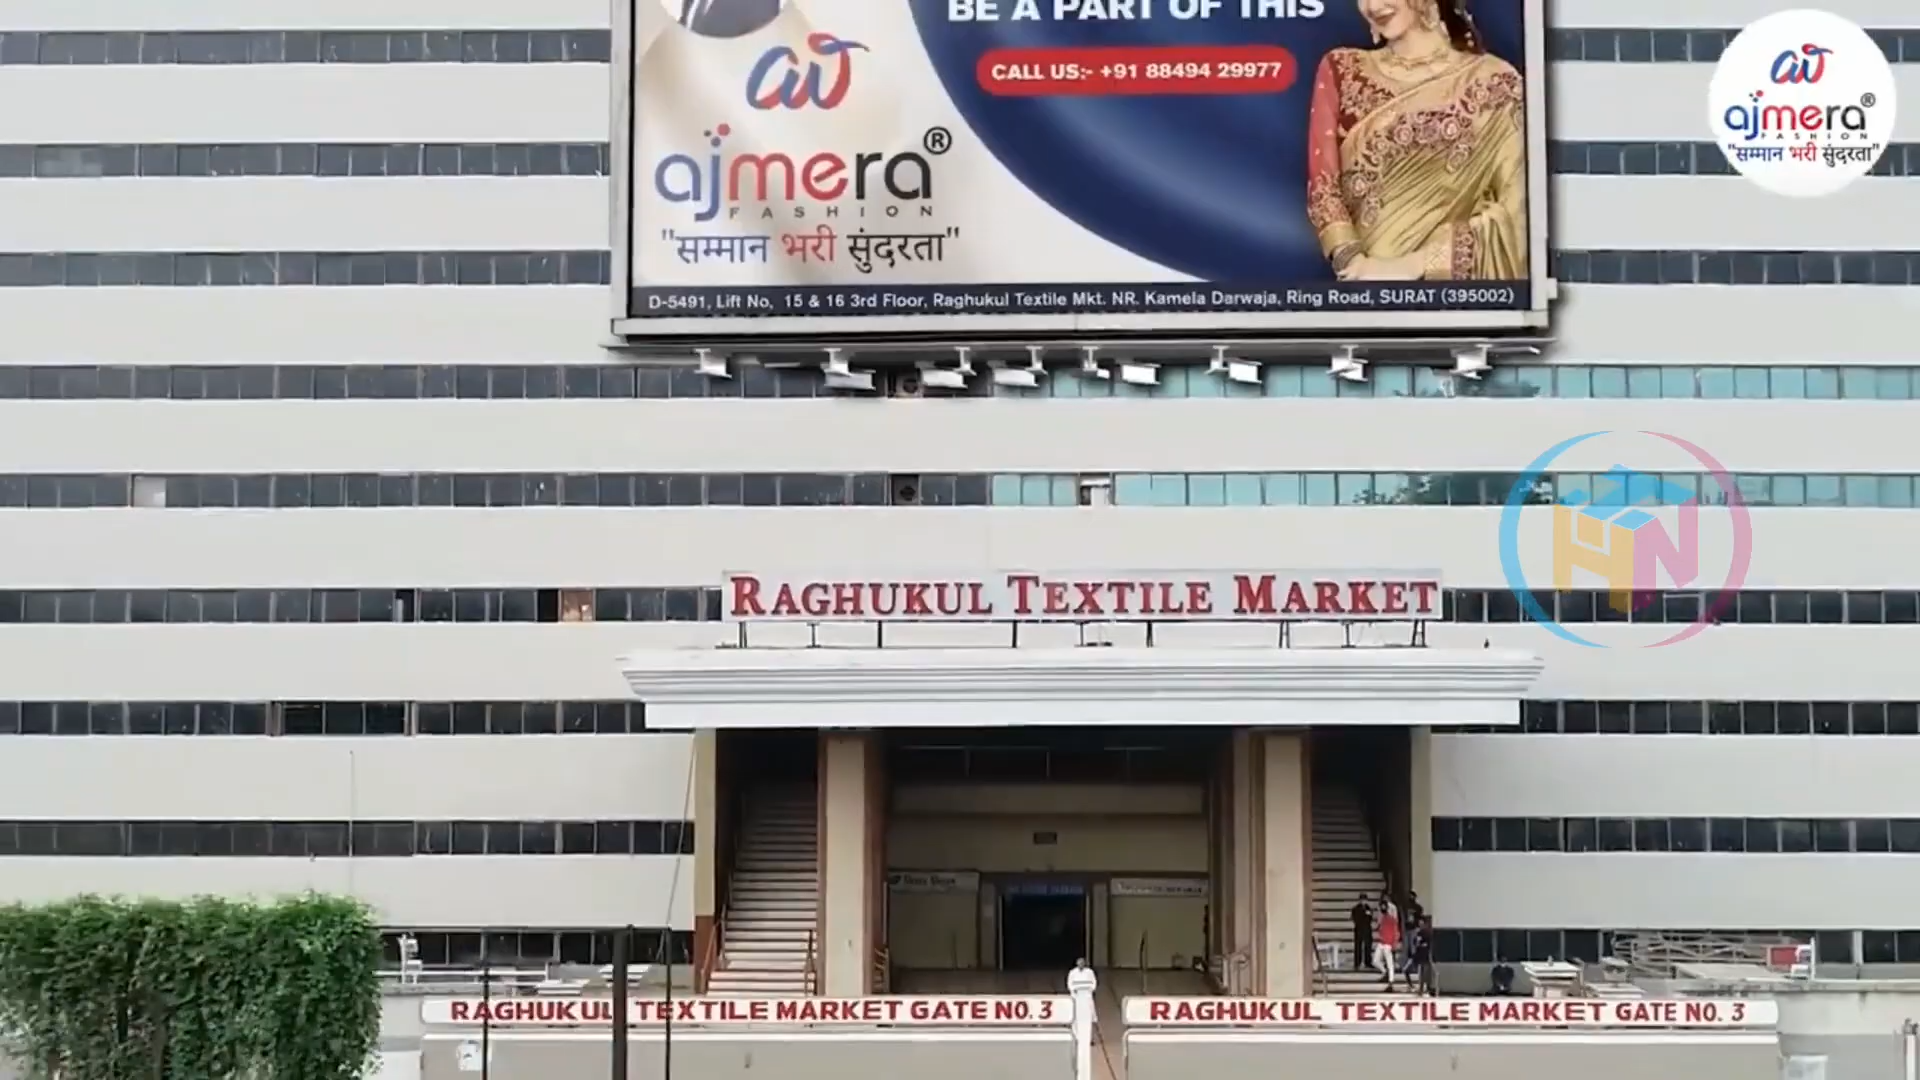 BE A PART OF THIS
CALL US:- +91 88494 29977
ajmera®
FASHION
"सम्मान भरी सुंदरता"
D-5491, Lift No. 15 & 16 3rd Floor, Raghukul Textile Mkt. NR. Kamela Darwaja, Ring Road, SURAT (395002)
ajmera®
FASHION
"सम्मान भरी सुंदरता"
HN
RAGHUKUL TEXTILE MARKET
RAGHUKUL TEXTILE MARKET GATE NO. 3
RAGHUKUL TEXTILE MARKET GATE NO. 3